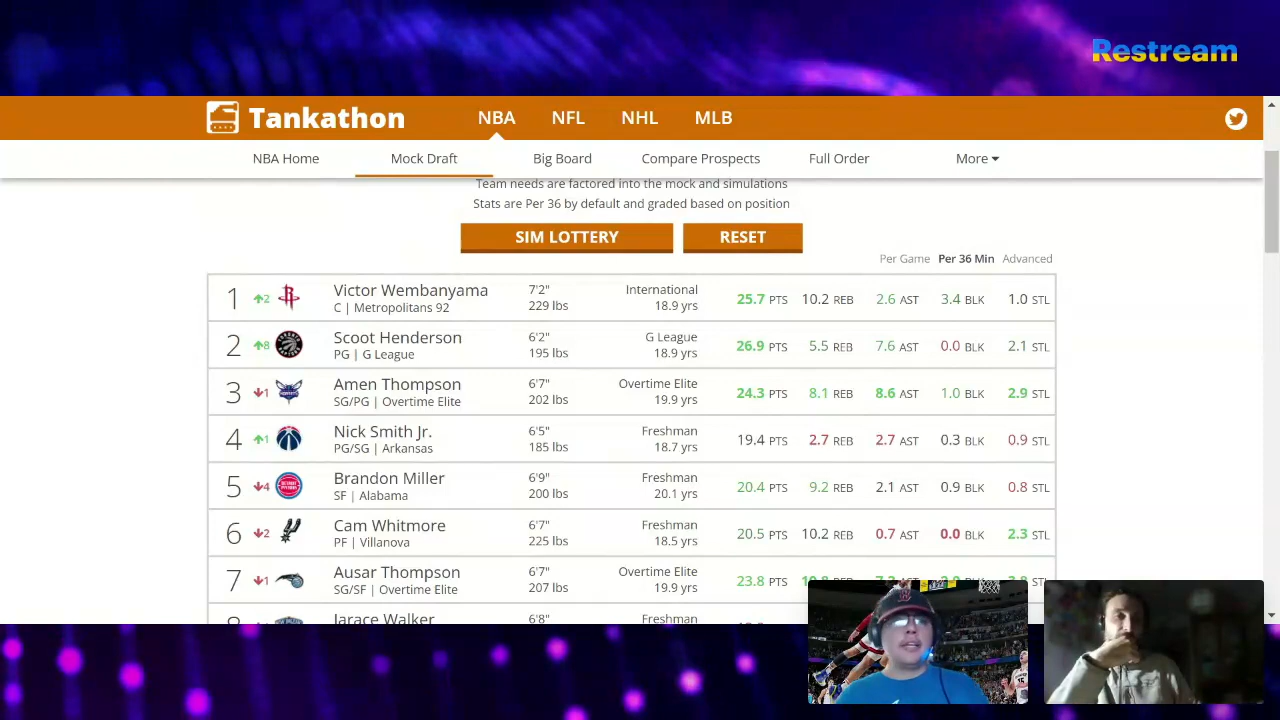 Restream
Tankathon NBA NFL NHL MLB
NBA Home Mock Draft Big Board Compare Prospects Full Order More
Team needs are factored into the mock and simulations
Stats are Per 36 by default and graded based on position
SIM LOTTERY RESET
Per Game Per 36 Min Advanced
1 2 Victor Wembanyama 7'2" International 25.7 PTS 10.2 REB 2.6 AST 3.4 BLK 1.0 STL
C | Metropolitans 92 229 lbs 18.9 yrs
2 8 Scoot Henderson 6'2" G League 26.9 PTS 5.5 REB 7.6 AST 0.0 BLK 2.1 STL
PG | G League 195 lbs 18.9 yrs
3 1 Amen Thompson 6'7" Overtime Elite 24.3 PTS 8.1 REB 8.6 AST 1.0 BLK 2.9 STL
SG/PG | Overtime Elite 202 lbs 19.9 yrs
4 1 Nick Smith Jr. 6'5" Freshman 19.4 PTS 2.7 REB 2.7 AST 0.3 BLK 0.9 STL
PG/SG | Arkansas 185 lbs 18.7 yrs
5 4 Brandon Miller 6'9" Freshman 20.4 PTS 9.2 REB 2.1 AST 0.9 BLK 0.8 STL
SF | Alabama 200 lbs 20.1 yrs
6 2 Cam Whitmore 6'7" Freshman 20.5 PTS 10.2 REB 0.7 AST 0.0 BLK 2.3 STL
PF | Villanova 225 lbs 18.5 yrs
7 1 Ausar Thompson 6'7" Overtime Elite 23.8 PTS
SG/SF | Overtime Elite 207 lbs 19.9 yrs
Jarace Walker 6'8" Freshman